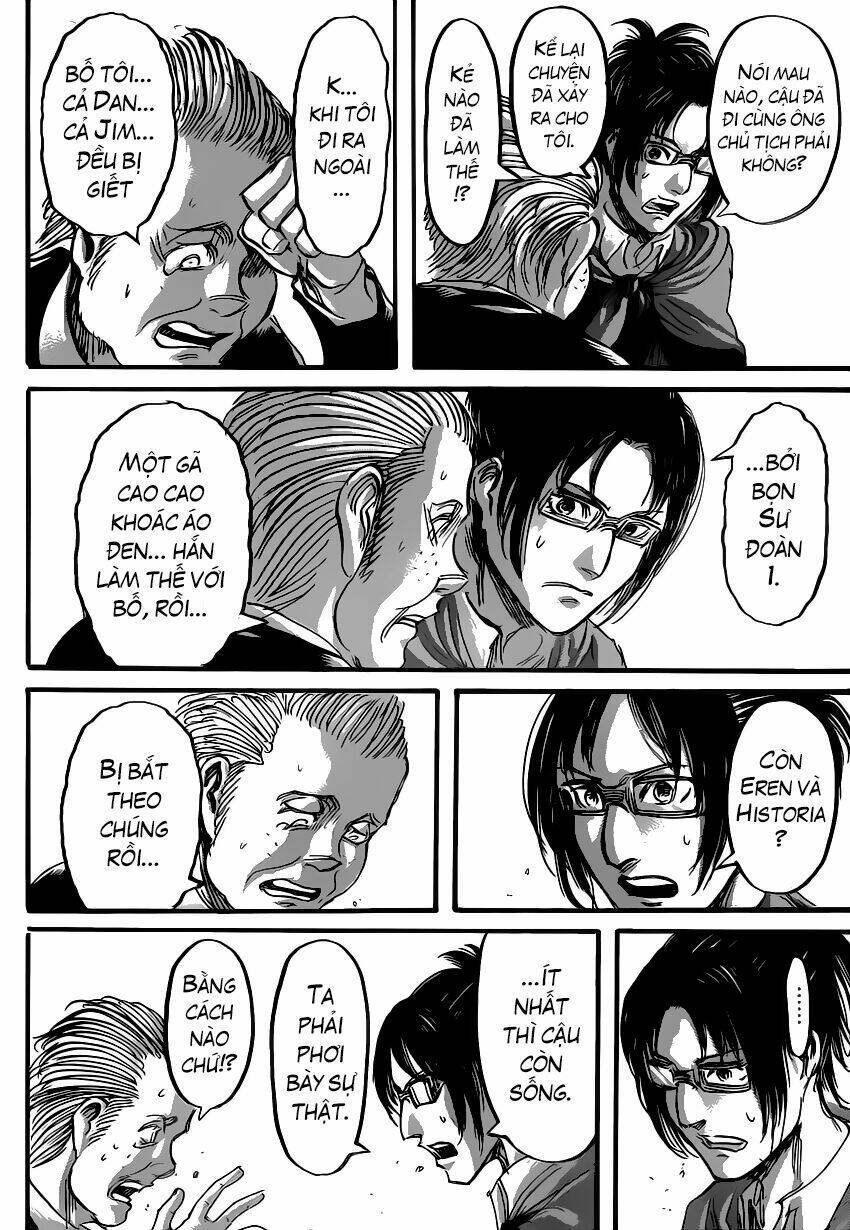 Nói mau
nào, cậu đã
đi cùng ông
chủ tịch phải
không?
Kể lại
chuyện
đã xảy
ra cho
tôi.
Kẻ
nào
đã
làm
thế
!?
K...
khi tôi
đi ra
ngoài
...
Bố tôi...
cả Dan...
cả Jim...
đều bị
giết
...bởi
bọn
Sư
đoàn
1.
Một gã
cao cao
khoác áo
đen... hắn
làm thế với
bố, rồi...
Còn
Eren và
Historia
?
Bị bắt
theo
chúng
rồi...
......
...ít
nhất
thì cậu
còn
sống.
Ta
phải
phơi
bày sự
thật.
Bằng
cách
nào
chứ!?